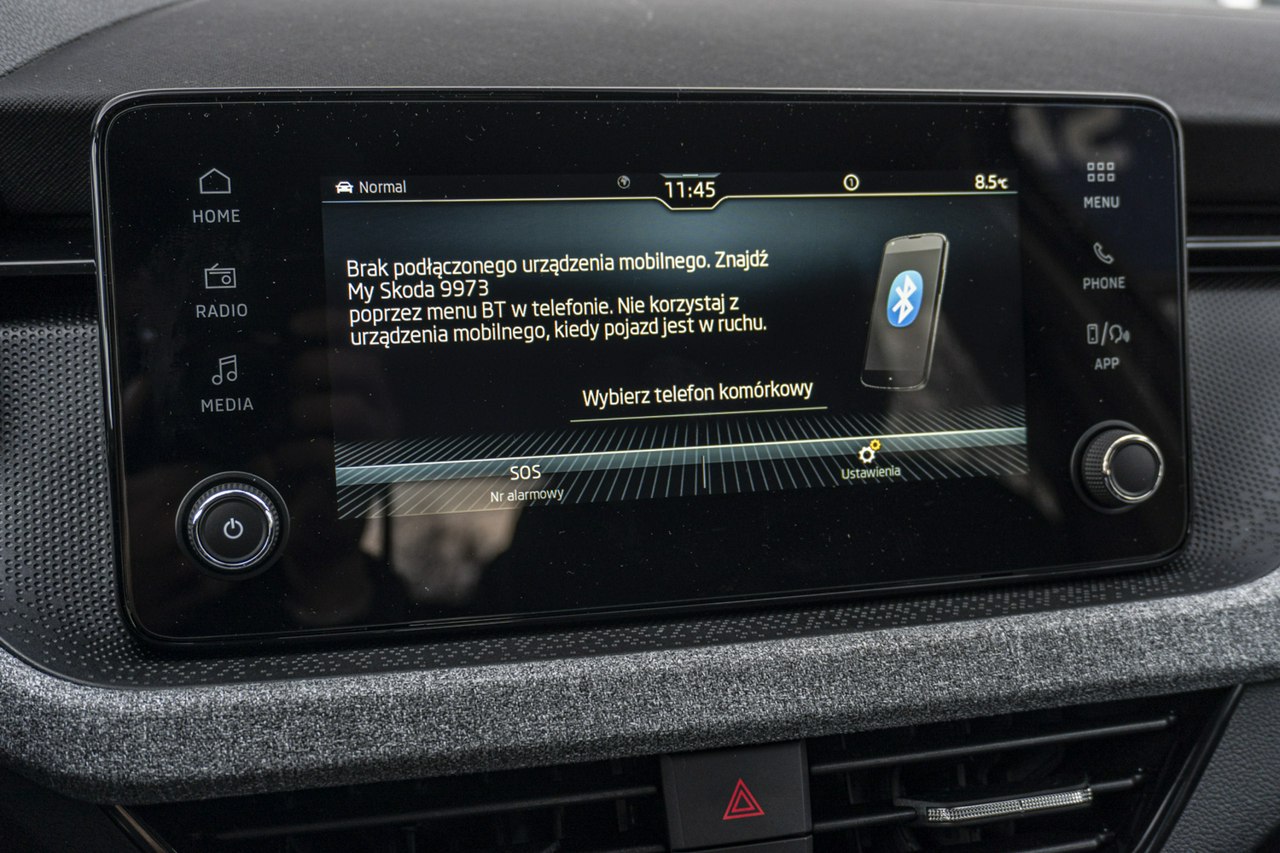 Normal
11:45
1
8.5°C
HOME
RADIO
MEDIA
Brak podłączonego urządzenia mobilnego. Znajdź
My Skoda 9973
poprzez menu BT w telefonie. Nie korzystaj z
urządzenia mobilnego, kiedy pojazd jest w ruchu.
Wybierz telefon komórkowy
SOS
Nr alarmowy
Ustawienia
MENU
PHONE
APP